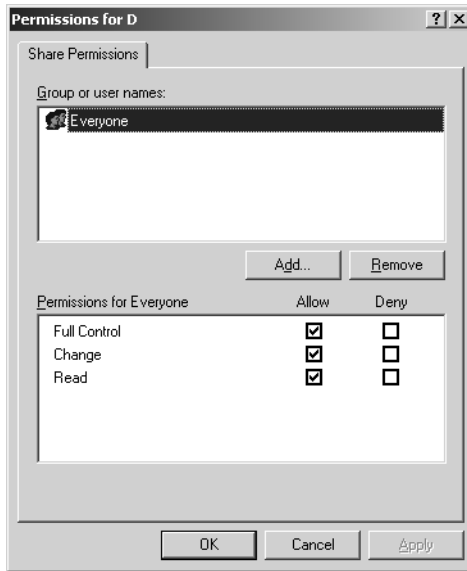 Permissions for D
Share Permissions
Group or user names:
Everyone
Add... Remove
Permissions for Everyone Allow Deny
Full Control
Change
Read
OK Cancel Apply